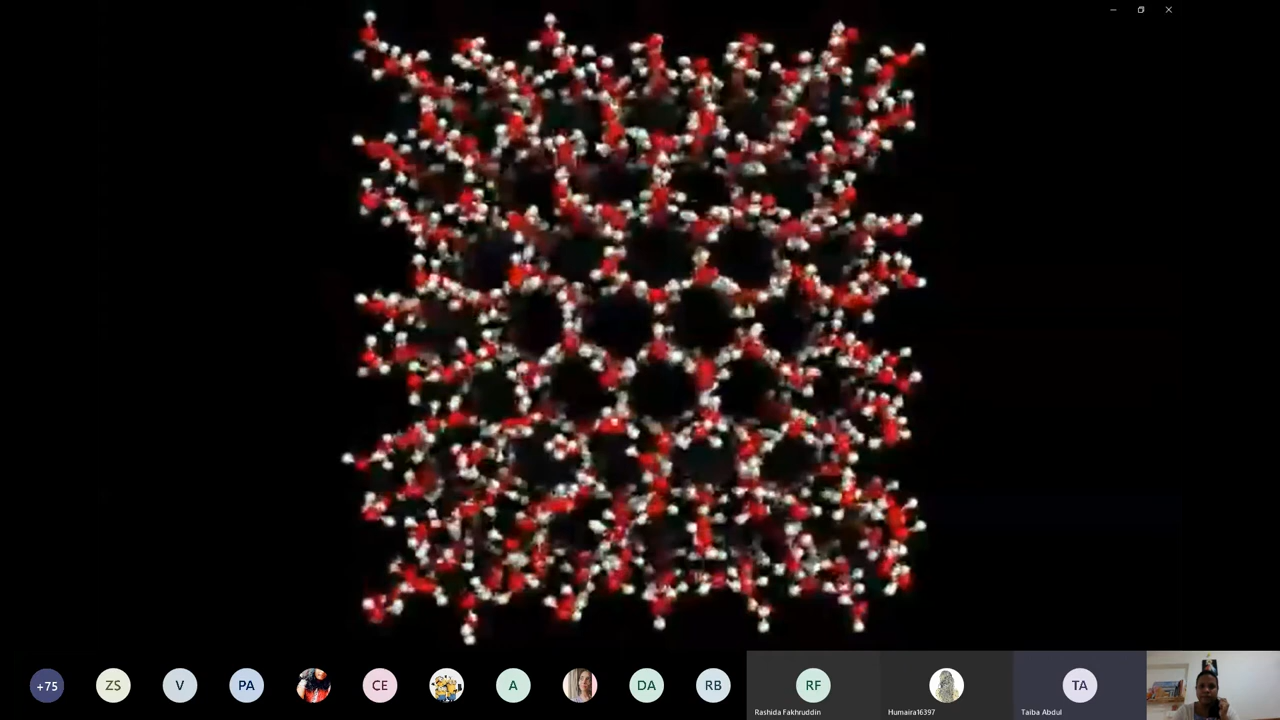 +75
ZS
V
PA
CE
A
DA
RB
RF
TA
Rashida Fakhruddin
Humaira16397
Taiba Abdul